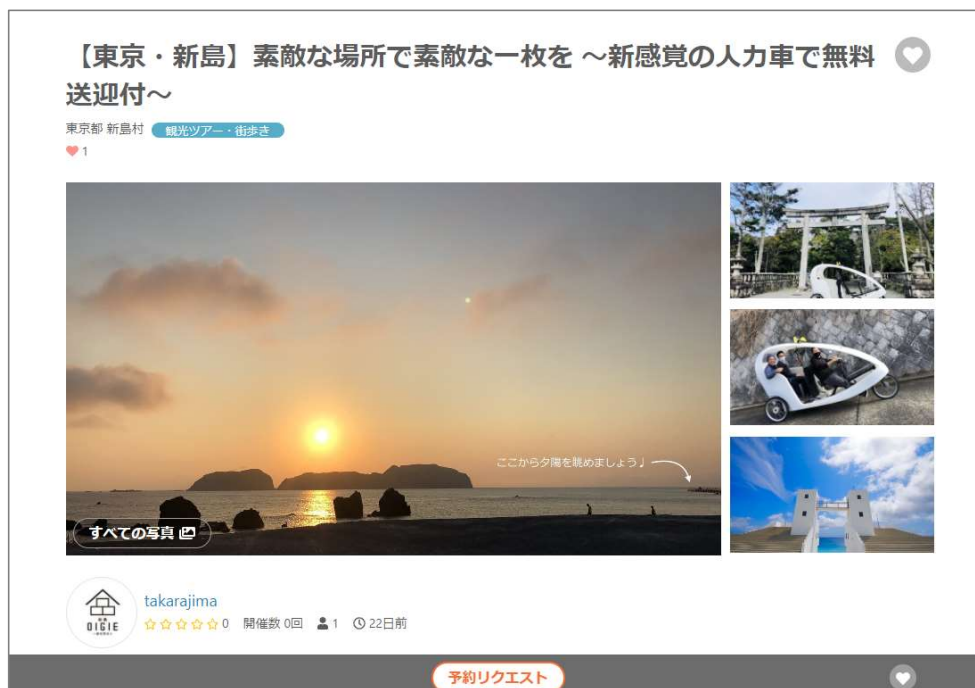 【東京・新島】素敵な場所で素敵な一枚を 〜新感覚の人力車で無料
送迎付〜
東京都 新島村 観光ツアー・街歩き
1
ここから夕陽を眺めましょう♩
すべての写真
takarajima
OIGIE
0 開催数 0回 1 22日前
予約リクエスト